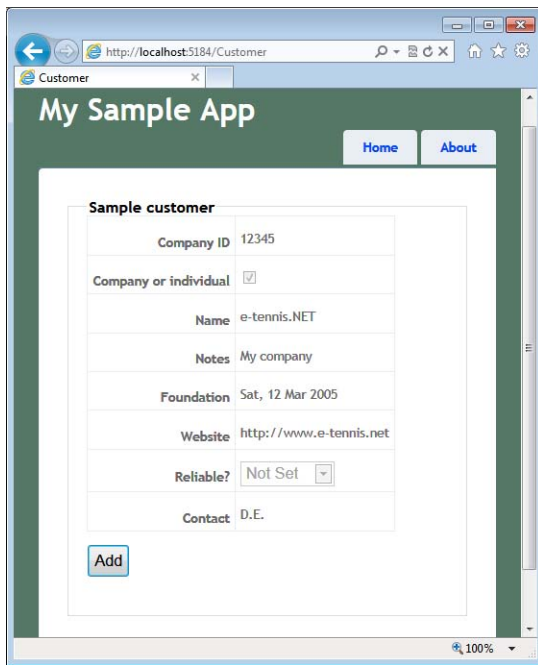 http://localhost:5184/Customer
Customer
My Sample App
Home
About
Sample customer
Company ID 12345
Company or individual
Name e-tennis.NET
Notes My company
Foundation Sat, 12 Mar 2005
Website http://www.e-tennis.net
Reliable? Not Set
Contact D.E.
Add
100%